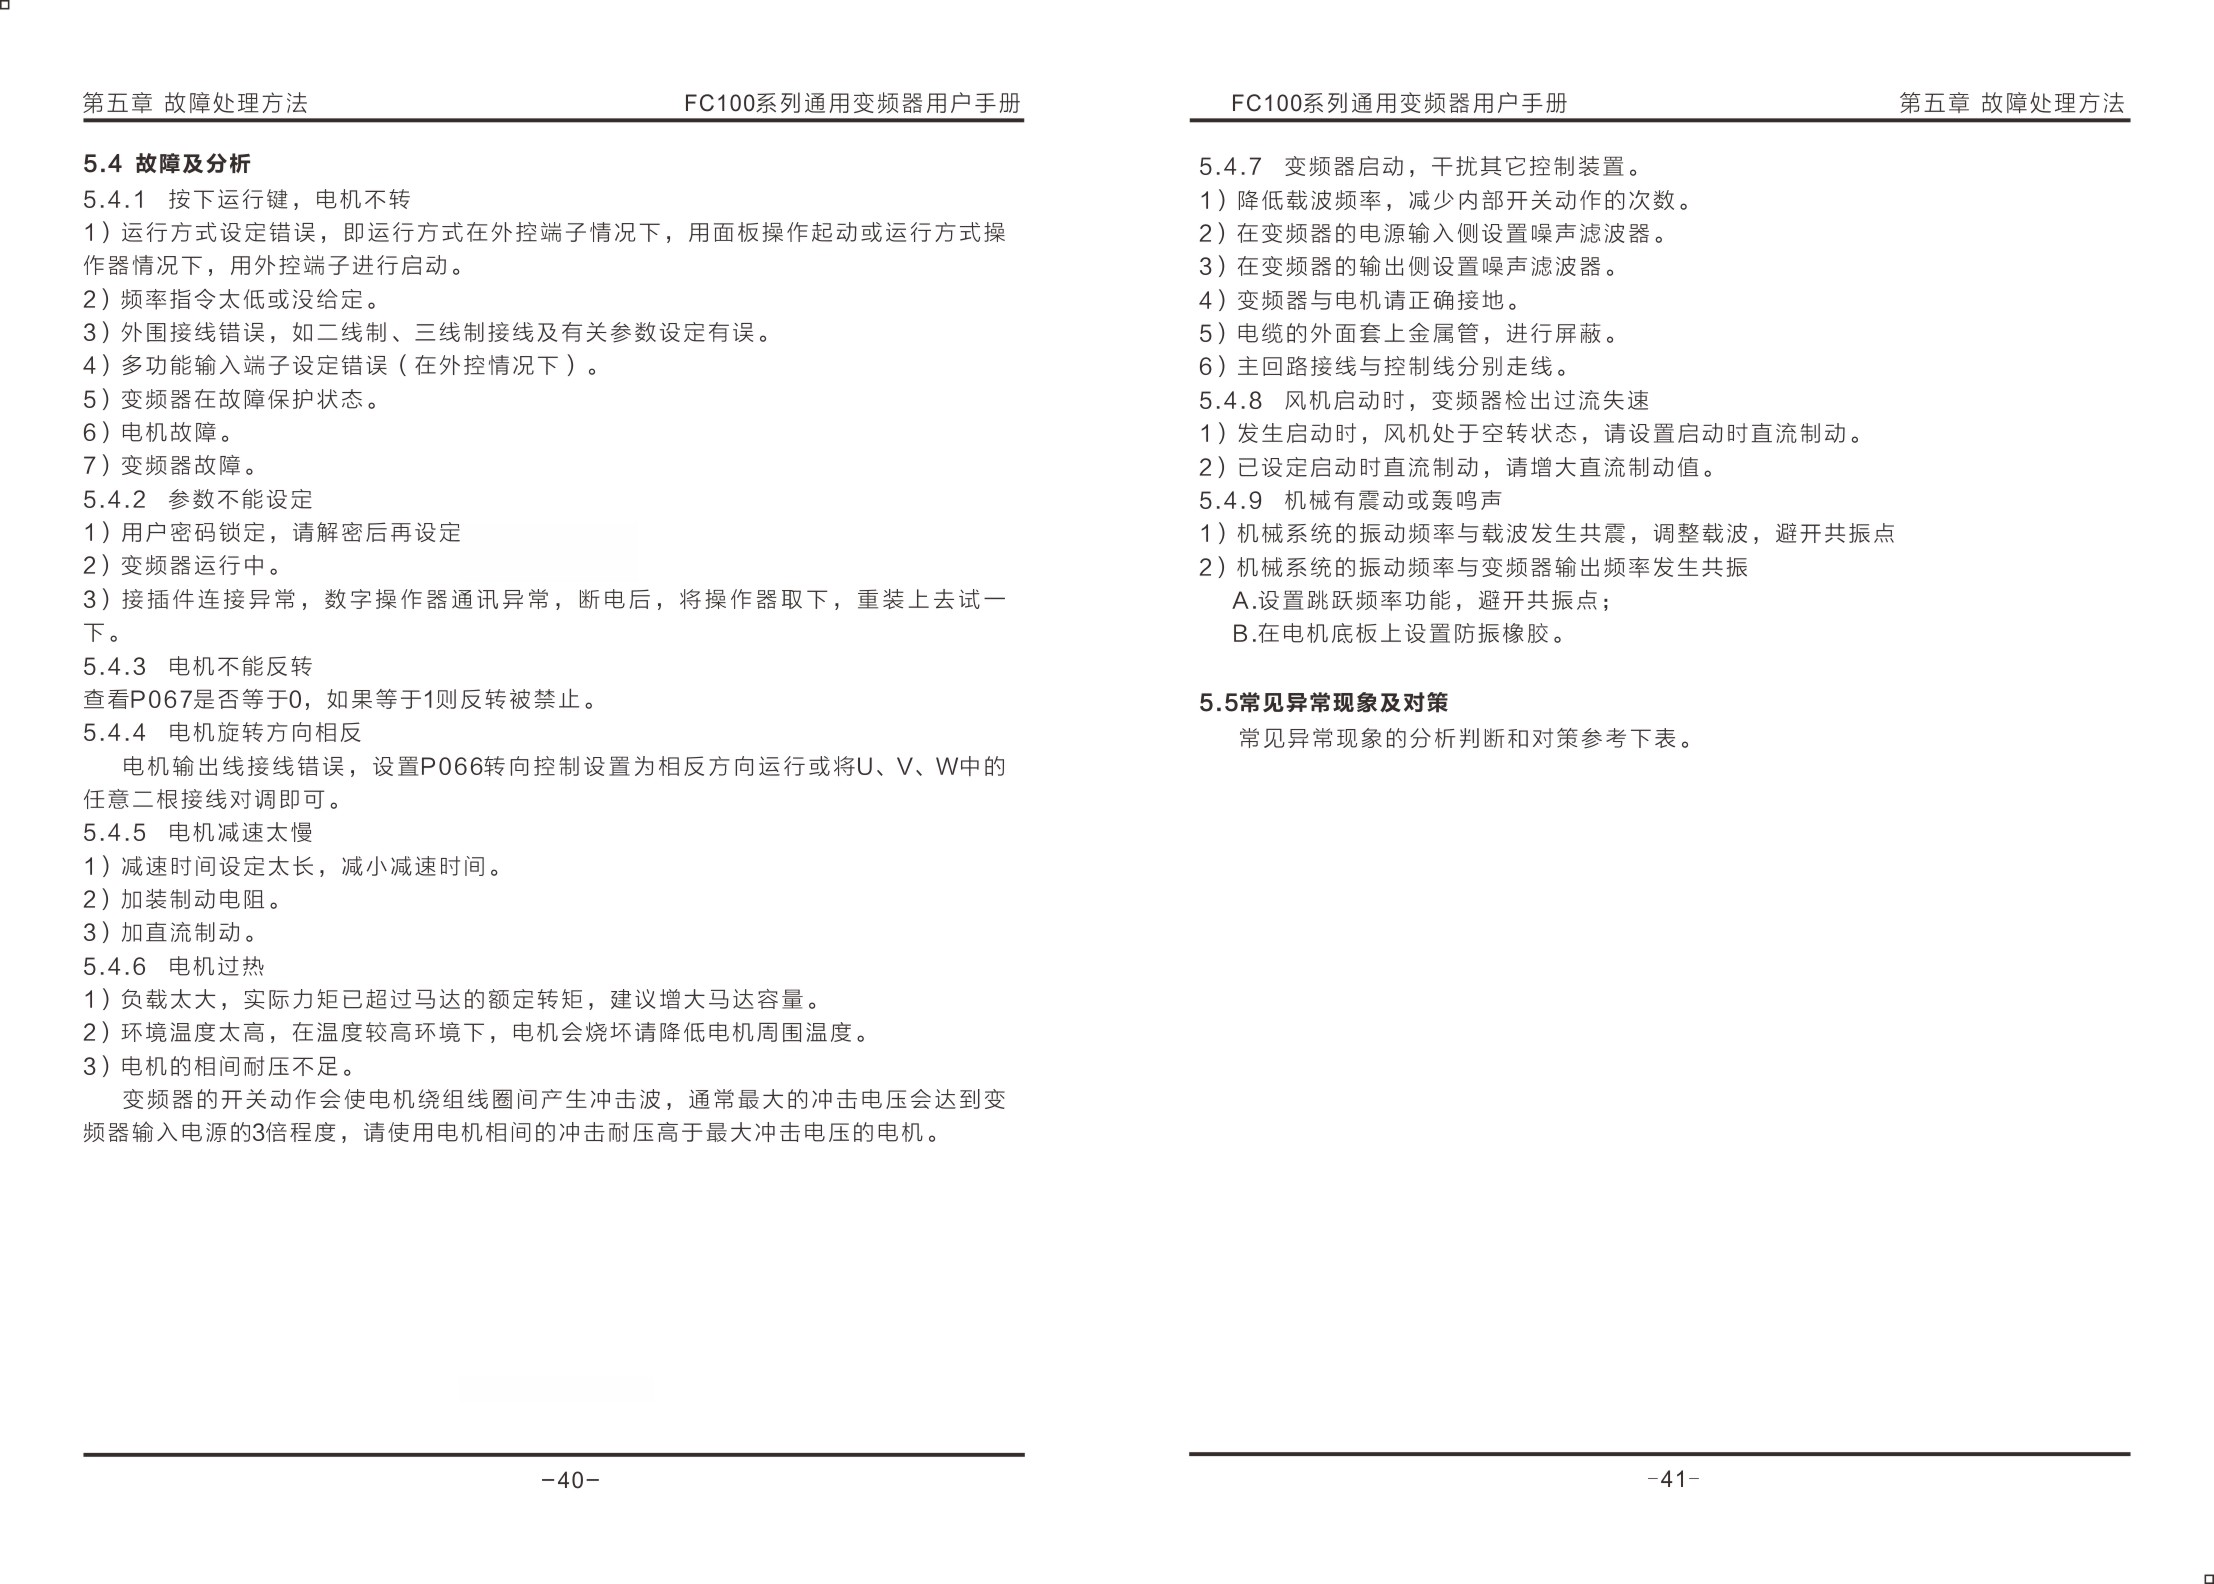 第五章 故障处理方法
FC100系列通用变频器用户手册
5.4 故障及分析
5.4.1 按下运行键，电机不转
1）运行方式设定错误，即运行方式在外控端子情况下，用面板操作起动或运行方式操
作器情况下，用外控端子进行启动。
2）频率指令太低或没给定。
3）外围接线错误，如二线制、三线制接线及有关参数设定有误。
4）多功能输入端子设定错误（在外控情况下）。
5）变频器在故障保护状态。
6）电机故障。
7）变频器故障。
5.4.2 参数不能设定
1）用户密码锁定，请解密后再设定
2）变频器运行中。
3）接插件连接异常，数字操作器通讯异常，断电后，将操作器取下，重装上去试一
下。
5.4.3 电机不能反转
查看P067是否等于0，如果等于1则反转被禁止。
5.4.4 电机旋转方向相反
电机输出线接线错误，设置P066转向控制设置为相反方向运行或将U、V、W中的
任意二根接线对调即可。
5.4.5 电机减速太慢
1）减速时间设定太长，减小减速时间。
2）加装制动电阻。
3）加直流制动。
5.4.6 电机过热
1）负载太大，实际力矩已超过马达的额定转矩，建议增大马达容量。
2）环境温度太高，在温度较高环境下，电机会烧坏请降低电机周围温度。
3）电机的相间耐压不足。
变频器的开关动作会使电机绕组线圈间产生冲击波，通常最大的冲击电压会达到变
频器输入电源的3倍程度，请使用电机相间的冲击耐压高于最大冲击电压的电机。
-40-
FC100系列通用变频器用户手册
第五章 故障处理方法
5.4.7 变频器启动，干扰其它控制装置。
1）降低载波频率，减少内部开关动作的次数。
2）在变频器的电源输入侧设置噪声滤波器。
3）在变频器的输出侧设置噪声滤波器。
4）变频器与电机请正确接地。
5）电缆的外面套上金属管，进行屏蔽。
6）主回路接线与控制线分别走线。
5.4.8 风机启动时，变频器检出过流失速
1）发生启动时，风机处于空转状态，请设置启动时直流制动。
2）已设定启动时直流制动，请增大直流制动值。
5.4.9 机械有震动或轰鸣声
1）机械系统的振动频率与载波发生共震，调整载波，避开共振点
2）机械系统的振动频率与变频器输出频率发生共振
A.设置跳跃频率功能，避开共振点；
B.在电机底板上设置防振橡胶。
5.5常见异常现象及对策
常见异常现象的分析判断和对策参考下表。
-41-